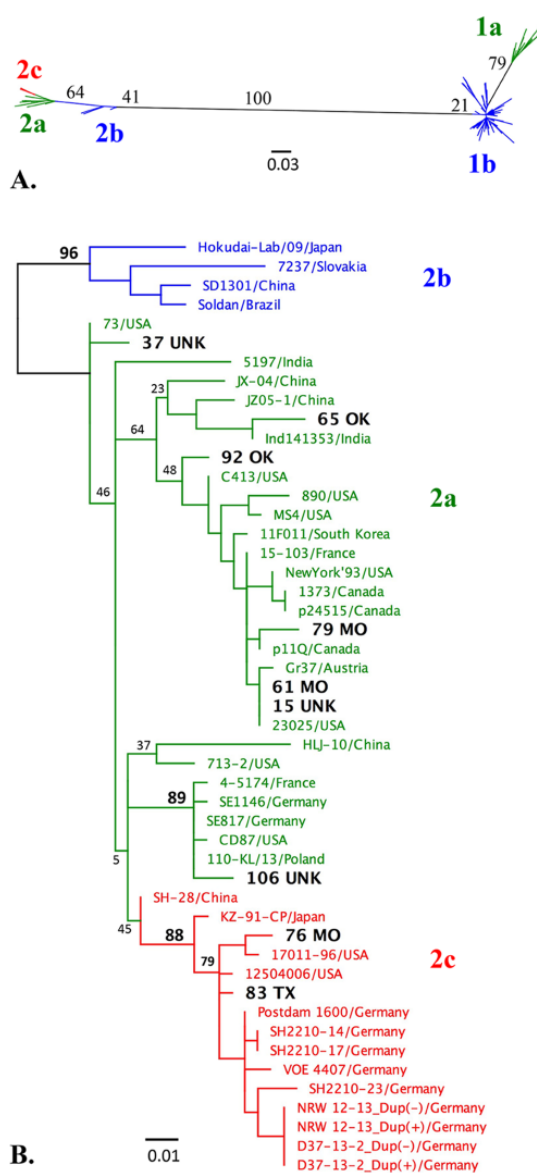 1a
79
2c
64
41
100
21
2a
2b
1b
0.03
A.
96
Hokudai-Lab/09/Japan
7237/Slovakia
2b
SD1301/China
Soldan/Brazil
73/USA
37 UNK
5197/India
JX-04/China
23
JZ05-1/China
65 OK
64
Ind141353/India
92 OK
48
C413/USA
46
890/USA
2a
MS4/USA
11F011/South Korea
15-103/France
NewYork'93/USA
1373/Canada
p24515/Canada
79 MO
p11Q/Canada
Gr37/Austria
61 MO
15 UNK
23025/USA
37
HLJ-10/China
713-2/USA
4-5174/France
89
SE1146/Germany
SE817/Germany
CD87/USA
110-KL/13/Poland
5
106 UNK
SH-28/China
45
KZ-91-CP/Japan
88
76 MO
79
17011-96/USA
2c
12504006/USA
83 TX
Postdam 1600/Germany
SH2210-14/Germany
SH2210-17/Germany
VOE 4407/Germany
SH2210-23/Germany
NRW 12-13_Dup(-)/Germany
NRW 12-13_Dup(+)/Germany
D37-13-2_Dup(-)/Germany
D37-13-2_Dup(+)/Germany
B.
0.01